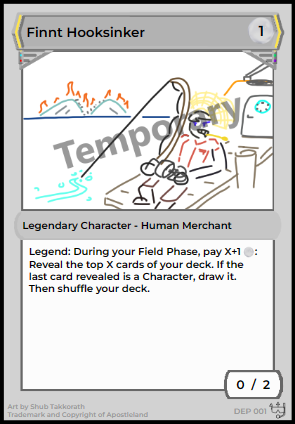 Finnt Hooksinker
1
Temporary
Legendary Character - Human Merchant
Legend: During your Field Phase, pay X+1 :
Reveal the top X cards of your deck. If the
last card revealed is a Character, draw it.
Then shuffle your deck.
0 / 2
Art by Shub Takkorath
Trademark and Copyright of Apostleland
DEP 001